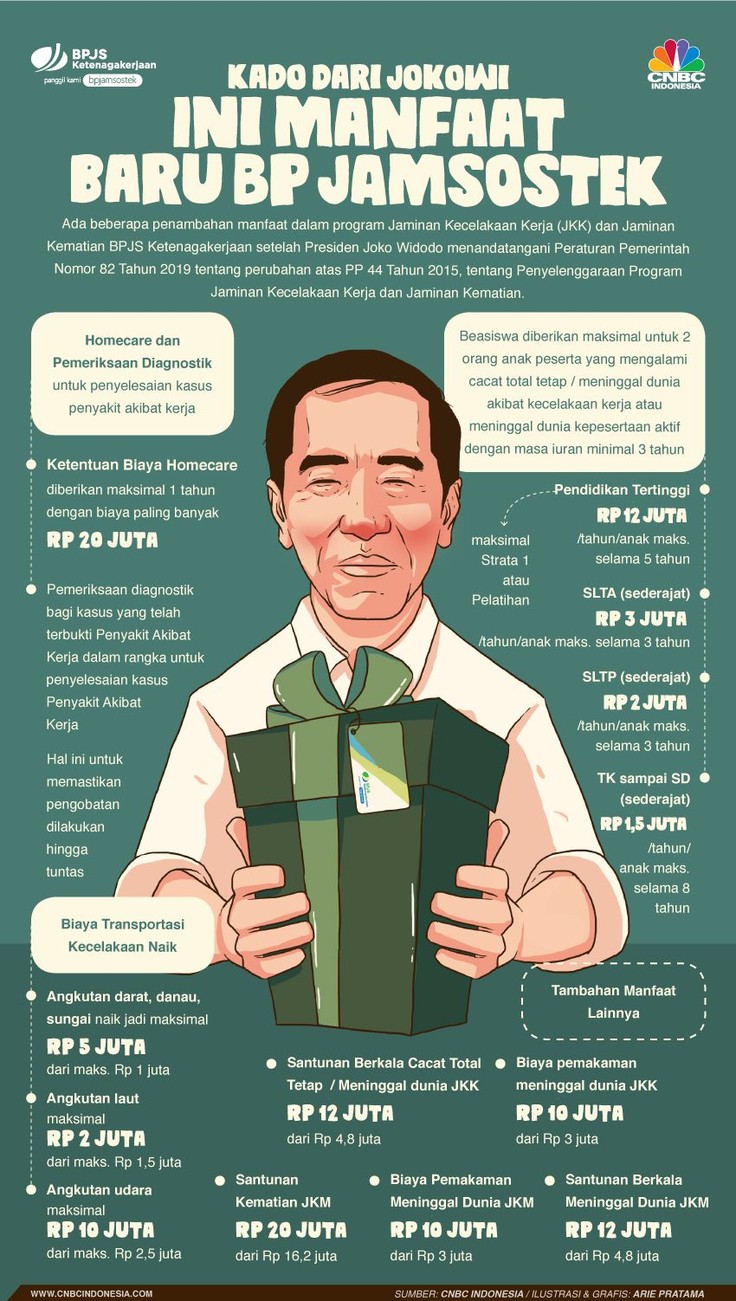 BPJS
Ketenagakerjaan
panggil kami bpjamsostek
CNBC
INDONESIA
KADO DARI JOKOWI
INI MANFAAT
BARU BP JAMSOSTEK
Ada beberapa penambahan manfaat dalam program Jaminan Kecelakaan Kerja (JKK) dan Jaminan
Kematian BPJS Ketenagakerjaan setelah Presiden Joko Widodo menandatangani Peraturan Pemerintah
Nomor 82 Tahun 2019 tentang perubahan atas PP 44 Tahun 2015, tentang Penyelenggaraan Program
Jaminan Kecelakaan Kerja dan Jaminan Kematian.
Homecare dan
Pemeriksaan Diagnostik
untuk penyelesaian kasus
penyakit akibat kerja
Ketentuan Biaya Homecare
diberikan maksimal 1 tahun
dengan biaya paling banyak
RP 20 JUTA
Pemeriksaan diagnostik
bagi kasus yang telah
terbukti Penyakit Akibat
Kerja dalam rangka untuk
penyelesaian kasus
Penyakit Akibat
Kerja
Hal ini untuk
memastikan
pengobatan
dilakukan
hingga
tuntas
Beasiswa diberikan maksimal untuk 2
orang anak peserta yang mengalami
cacat total tetap / meninggal dunia
akibat kecelakaan kerja atau
meninggal dunia kepesertaan aktif
dengan masa iuran minimal 3 tahun
Pendidikan Tertinggi
RP 12 JUTA
/tahun/anak maks.
selama 5 tahun
maksimal
Strata 1
atau
Pelatihan
SLTA (sederajat)
RP 3 JUTA
/tahun/anak maks. selama 3 tahun
SLTP (sederajat)
RP 2 JUTA
/tahun/anak maks.
selama 3 tahun
TK sampai SD
(sederajat)
RP 1,5 JUTA
/tahun/
anak maks.
selama 8
tahun
Biaya Transportasi
Kecelakaan Naik
Angkutan darat, danau,
sungai naik jadi maksimal
RP 5 JUTA
dari maks. Rp 1 juta
Angkutan laut
maksimal
RP 2 JUTA
dari maks. Rp 1,5 juta
Angkutan udara
maksimal
RP 10 JUTA
dari maks. Rp 2,5 juta
Tambahan Manfaat
Lainnya
Santunan Berkala Cacat Total
Tetap / Meninggal dunia JKK
RP 12 JUTA
dari Rp 4,8 juta
Biaya pemakaman
meninggal dunia JKK
RP 10 JUTA
dari Rp 3 juta
Santunan
Kematian JKM
RP 20 JUTA
dari Rp 16,2 juta
Biaya Pemakaman
Meninggal Dunia JKM
RP 10 JUTA
dari Rp 3 juta
Santunan Berkala
Meninggal Dunia JKM
RP 12 JUTA
dari Rp 4,8 juta
WWW.CNBCINDONESIA.COM
SUMBER: CNBC INDONESIA / ILUSTRASI & GRAFIS: ARIE PRATAMA